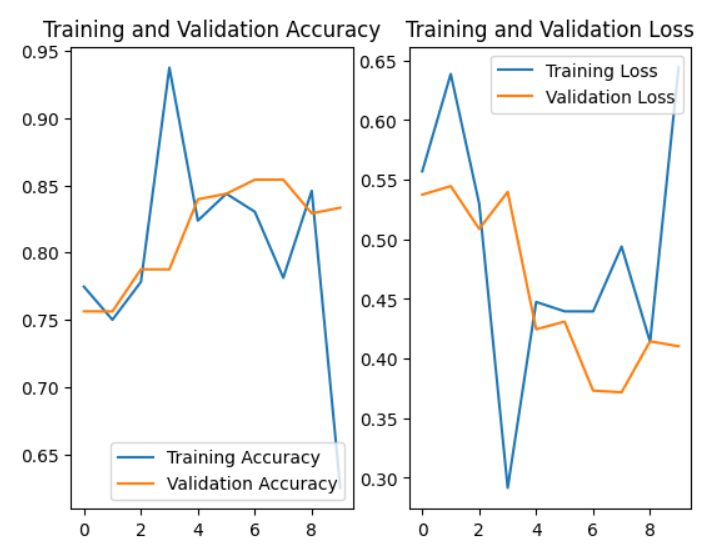 Training and Validation Accuracy
0.95
0.90
0.85
0.80
0.75
0.70
0.65
Training Accuracy
Validation Accuracy
0 2 4 6 8
Training and Validation Loss
0.65
0.60
0.55
0.50
0.45
0.40
0.35
0.30
Training Loss
Validation Loss
0 2 4 6 8